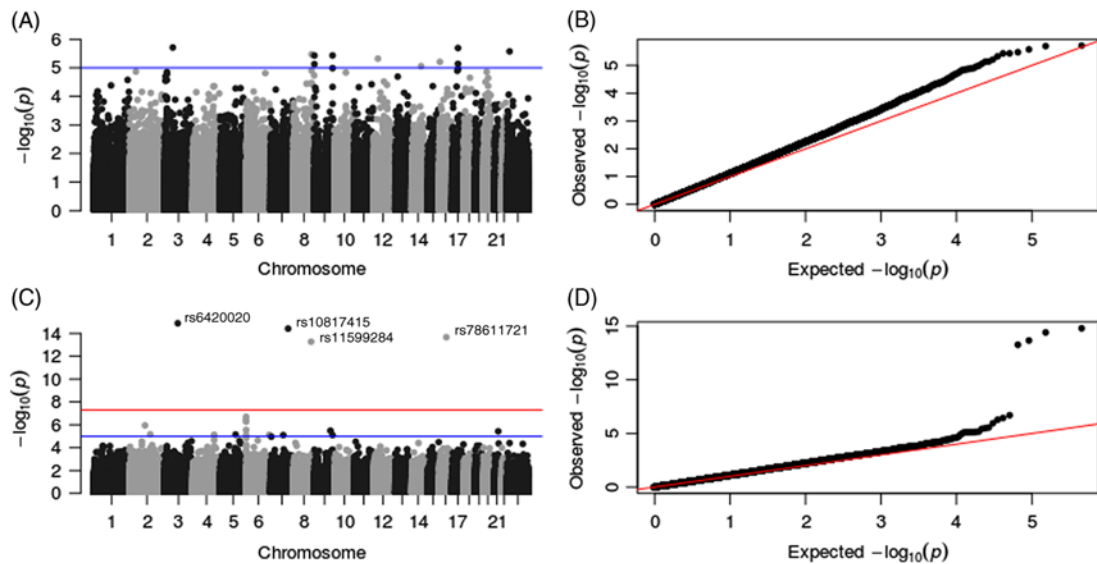 (A)
6
5
4
3
2
1
0
−log₁₀(p)
1 2 3 4 5 6 8 10 12 14 17 21
Chromosome
(B)
5
4
3
2
1
0
Observed −log₁₀(p)
0 1 2 3 4 5
Expected −log₁₀(p)
(C)
rs6420020
rs10817415
rs11599284
rs78611721
14
12
10
8
6
4
3
2
0
−log₁₀(p)
1 2 3 4 5 6 8 10 12 14 17 21
Chromosome
(D)
15
10
5
0
Observed −log₁₀(p)
0 1 2 3 4 5
Expected −log₁₀(p)